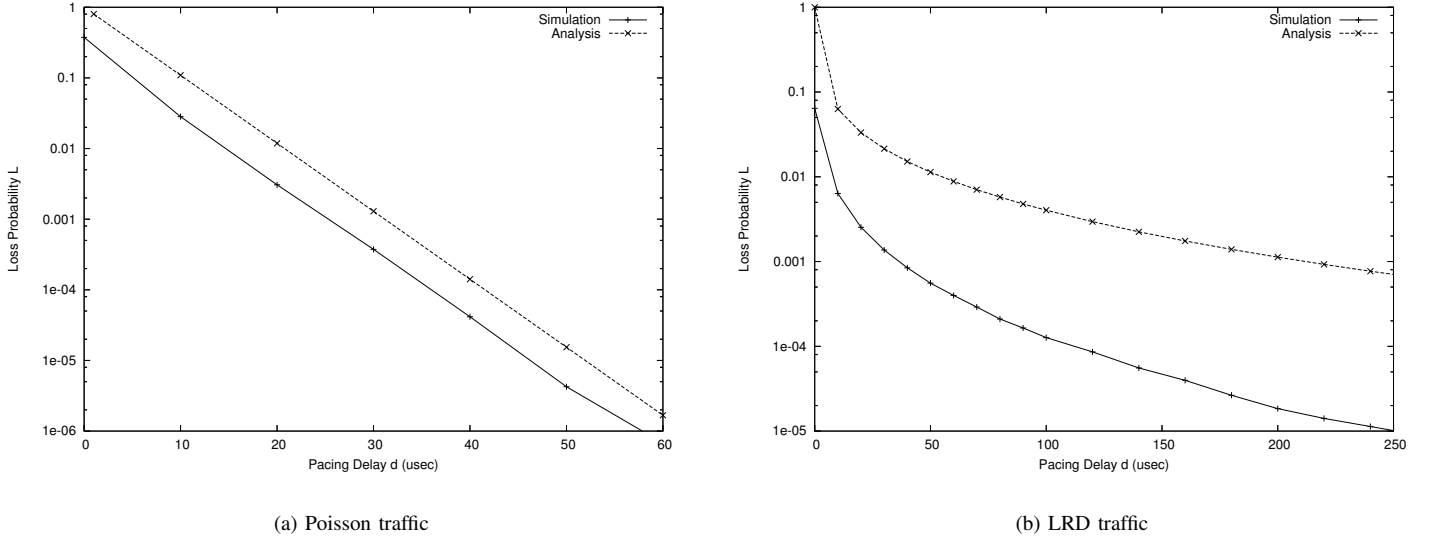 1
0.1
0.01
0.001
1e-04
1e-05
1e-06
0
10
20
30
40
50
60
Loss Probability L
Pacing Delay d (usec)
Simulation
Analysis
(a) Poisson traffic
1
0.1
0.01
0.001
1e-04
1e-05
0
50
100
150
200
250
Loss Probability L
Pacing Delay d (usec)
Simulation
Analysis
(b) LRD traffic